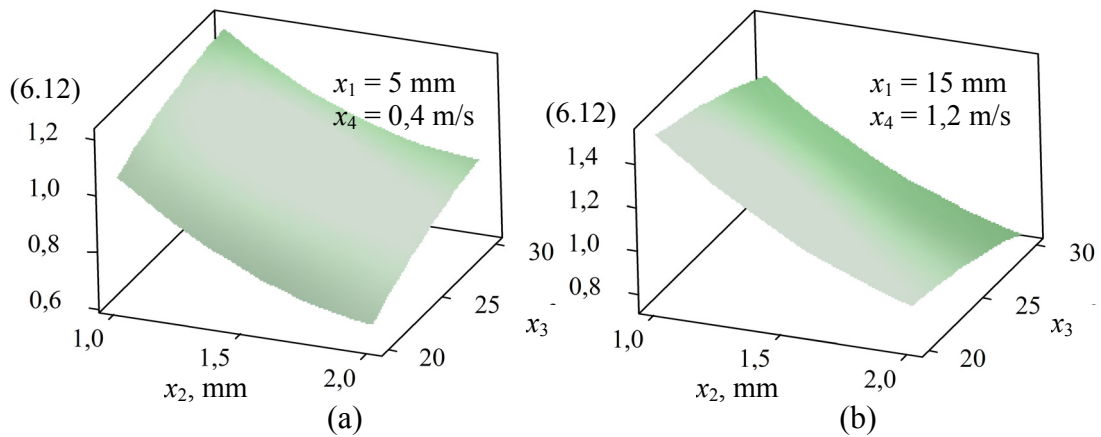 (6.12)
x₁ = 5 mm
x₄ = 0,4 m/s
1,2
1,0
0,8
0,6
1,0
1,5
2,0
x₂, mm
20
25
30
x₃
(a)
(6.12)
x₁ = 15 mm
x₄ = 1,2 m/s
1,4
1,2
1,0
0,8
1,0
1,5
2,0
x₂, mm
20
25
30
x₃
(b)